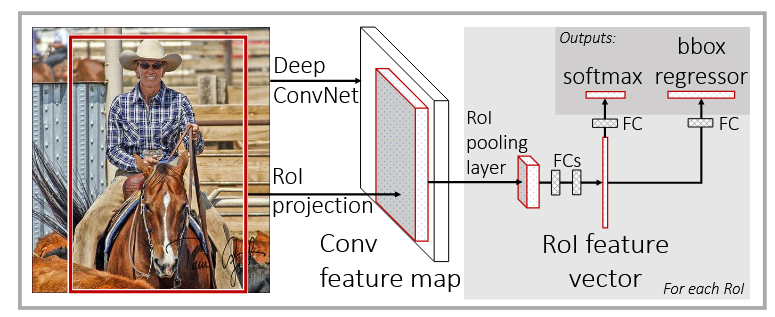 Deep
ConvNet
RoI
projection
Conv
feature map
RoI
pooling
layer
FCs
RoI feature
vector
Outputs:
softmax
bbox
regressor
FC
FC
For each RoI